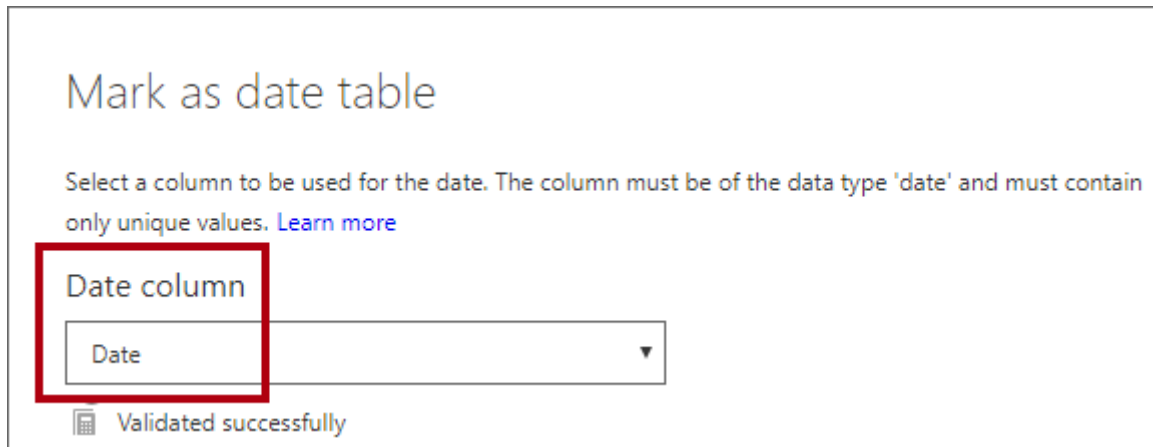 Mark as date table
Select a column to be used for the date. The column must be of the data type 'date' and must contain
only unique values. Learn more
Date column
Date
Validated successfully